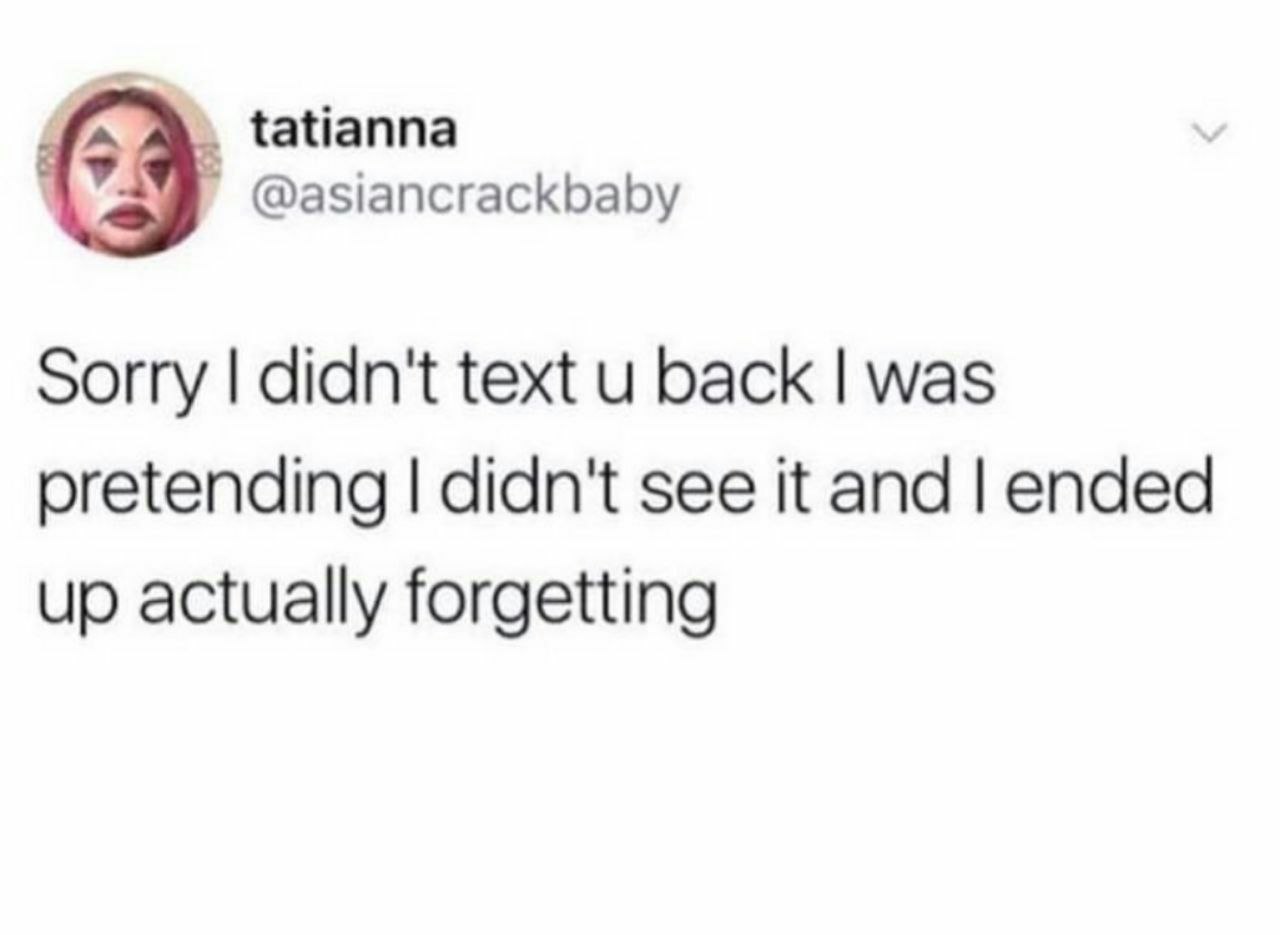 tatianna
@asiancrackbaby
Sorry I didn't text u back I was
pretending I didn't see it and I ended
up actually forgetting